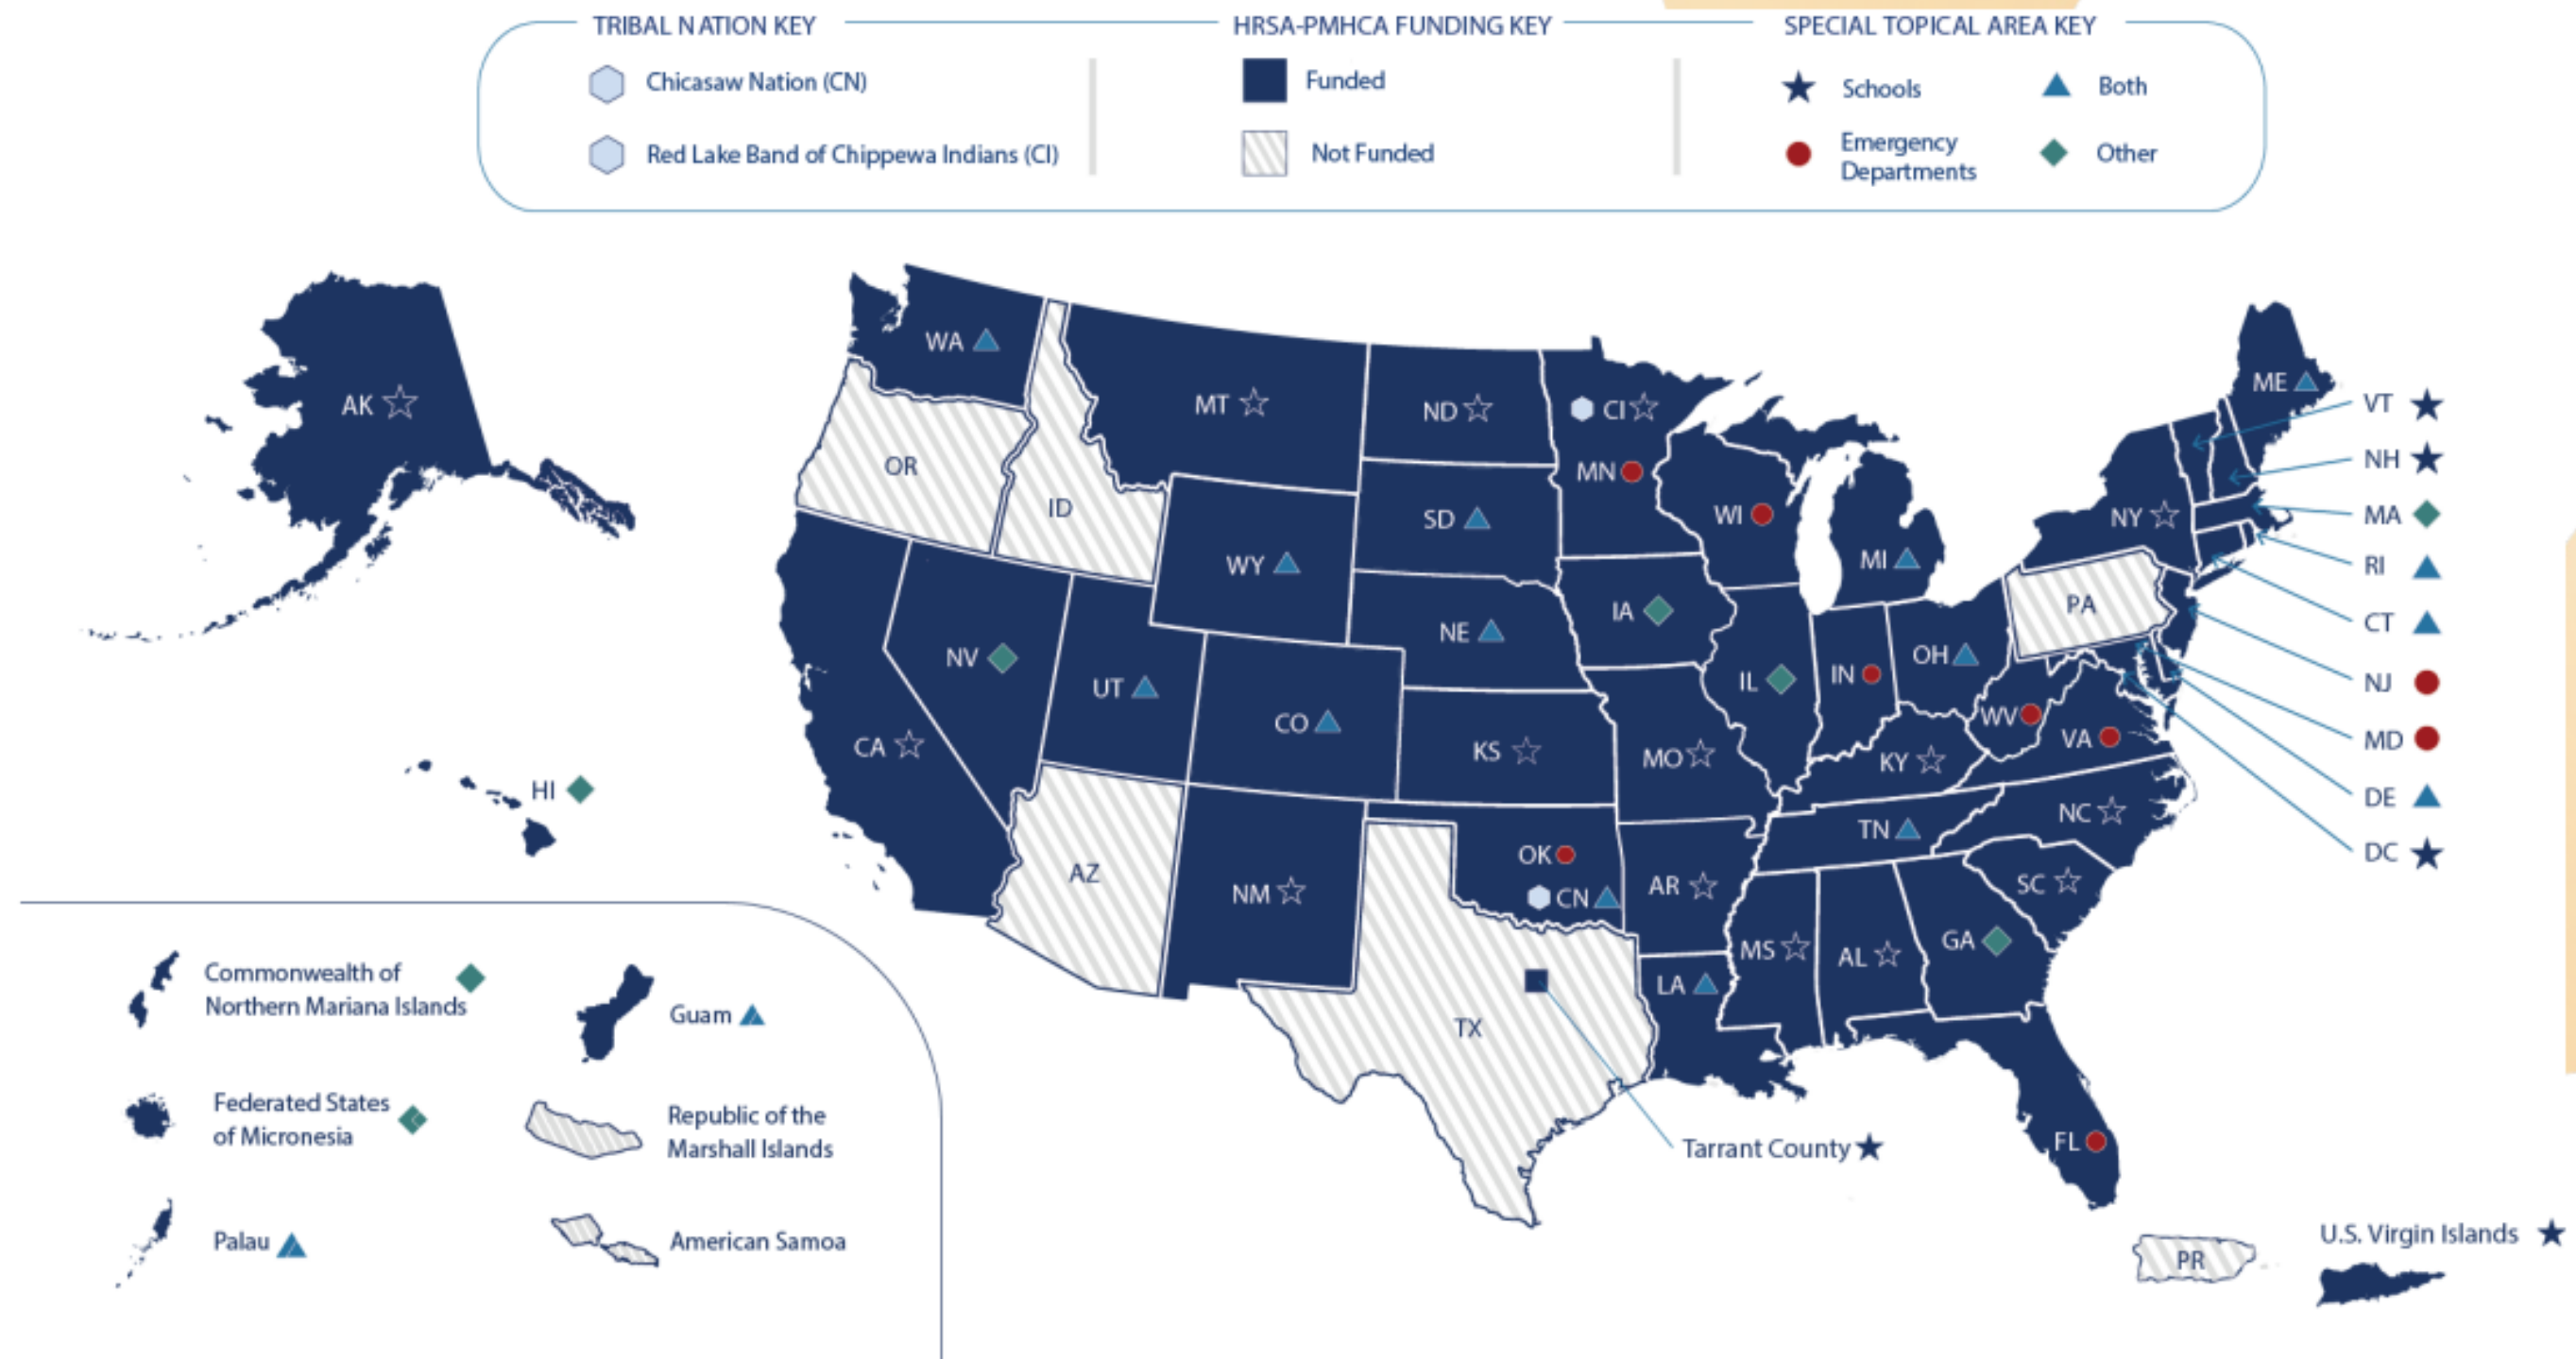 TRIBAL NATION KEY
HRSA-PMHCA FUNDING KEY
SPECIAL TOPICAL AREA KEY
Chicasaw Nation (CN)
Funded
Schools
Both
Red Lake Band of Chippewa Indians (CI)
Not Funded
Emergency
Departments
Other
WA
ME
AK
MT
ND
CI
VT
OR
MN
NH
ID
SD
WI
NY
MA
WY
MI
RI
IA
PA
NE
CT
NV
UT
IL
IN
OH
NJ
CO
WV
CA
KS
MO
KY
VA
MD
HI
DE
NC
TN
AZ
OK
DC
NM
CN
AR
SC
MS
AL
GA
LA
TX
Commonwealth of
Northern Mariana Islands
Guam
Federated States
of Micronesia
Republic of the
Marshall Islands
Tarrant County
FL
Palau
American Samoa
PR
U.S. Virgin Islands